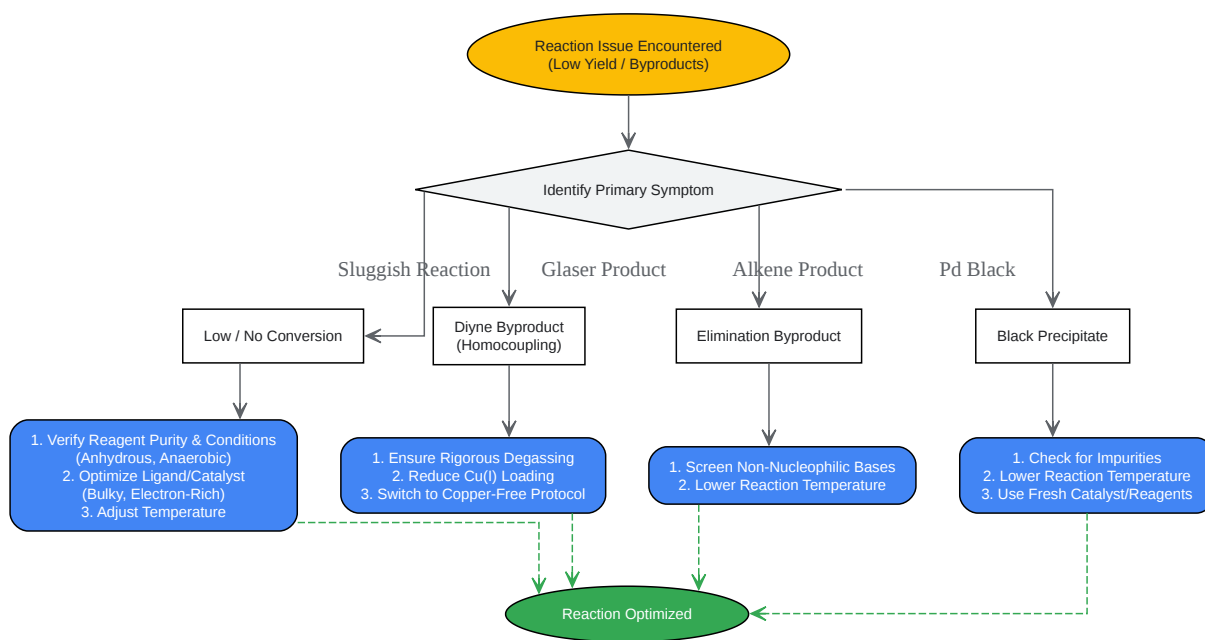 Reaction Issue Encountered
(Low Yield / Byproducts)
Identify Primary Symptom
Sluggish Reaction
Glaser Product
Alkene Product
Pd Black
Low / No Conversion
Diyne Byproduct
(Homocoupling)
Elimination Byproduct
Black Precipitate
1. Verify Reagent Purity & Conditions
(Anhydrous, Anaerobic)
2. Optimize Ligand/Catalyst
(Bulky, Electron-Rich)
3. Adjust Temperature
1. Ensure Rigorous Degassing
2. Reduce Cu(I) Loading
3. Switch to Copper-Free Protocol
1. Screen Non-Nucleophilic Bases
2. Lower Reaction Temperature
1. Check for Impurities
2. Lower Reaction Temperature
3. Use Fresh Catalyst/Reagents
Reaction Optimized